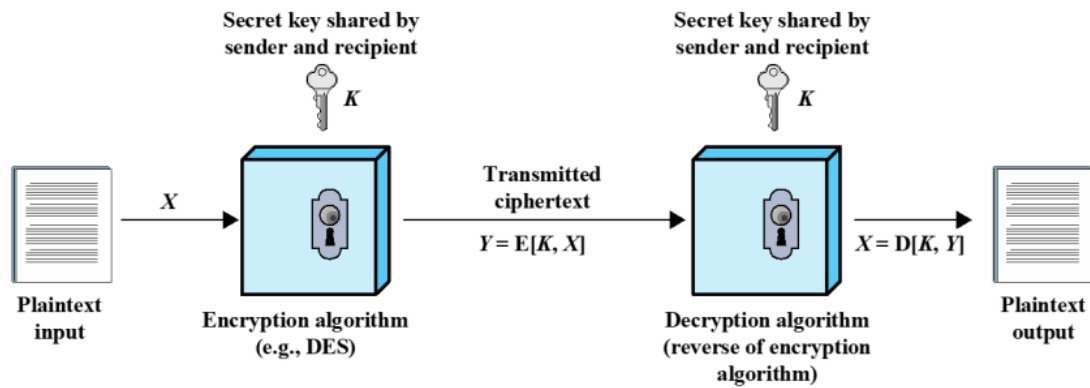 Secret key shared by
sender and recipient
K
Secret key shared by
sender and recipient
K
X
Transmitted
ciphertext
Y = E[K, X]
X = D[K, Y]
Plaintext
input
Encryption algorithm
(e.g., DES)
Decryption algorithm
(reverse of encryption
algorithm)
Plaintext
output